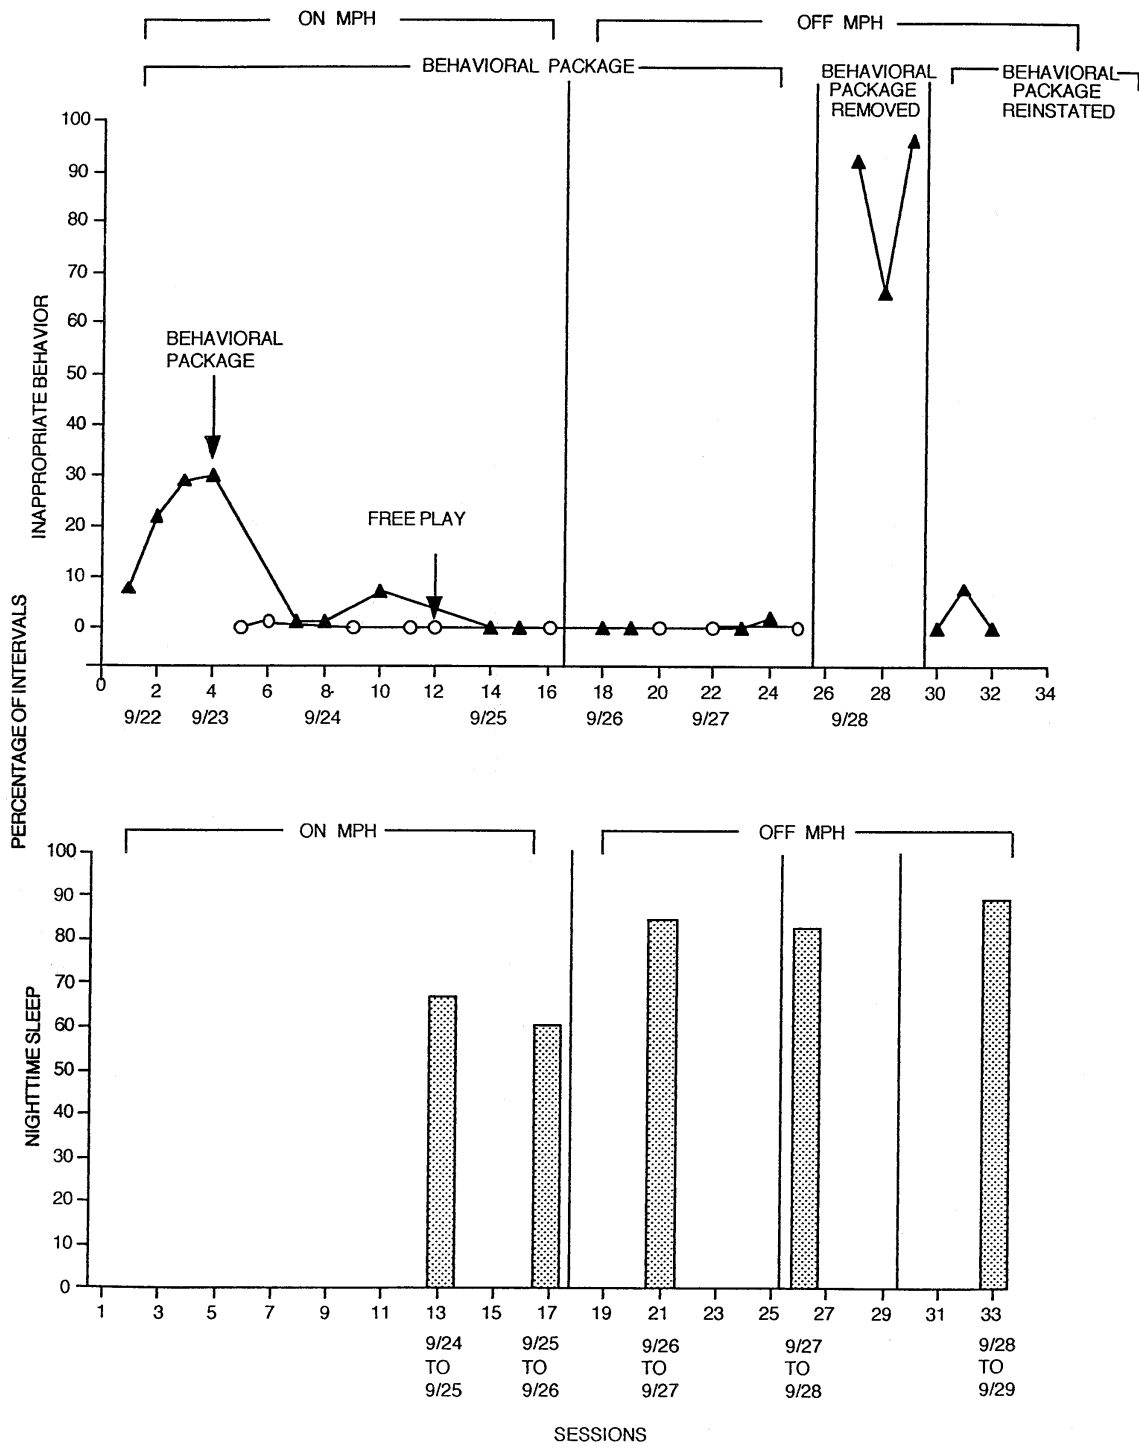 ON MPH
OFF MPH
BEHAVIORAL PACKAGE
BEHAVIORAL
PACKAGE
REMOVED
BEHAVIORAL
PACKAGE
REINSTATED
100
90
80
70
60
50
40
30
20
10
0
INAPPROPRIATE BEHAVIOR
BEHAVIORAL
PACKAGE
FREE PLAY
0 2 4 6 8 10 12 14 16 18 20 22 24 26 28 30 32 34
9/22 9/23 9/24 9/25 9/26 9/27 9/28
PERCENTAGE OF INTERVALS
ON MPH
OFF MPH
100
90
80
70
60
50
40
30
20
10
0
NIGHTTIME SLEEP
1 3 5 7 9 11 13 15 17 19 21 23 25 27 29 31 33
9/24
TO
9/25
9/25
TO
9/26
9/26
TO
9/27
9/27
TO
9/28
9/28
TO
9/29
SESSIONS